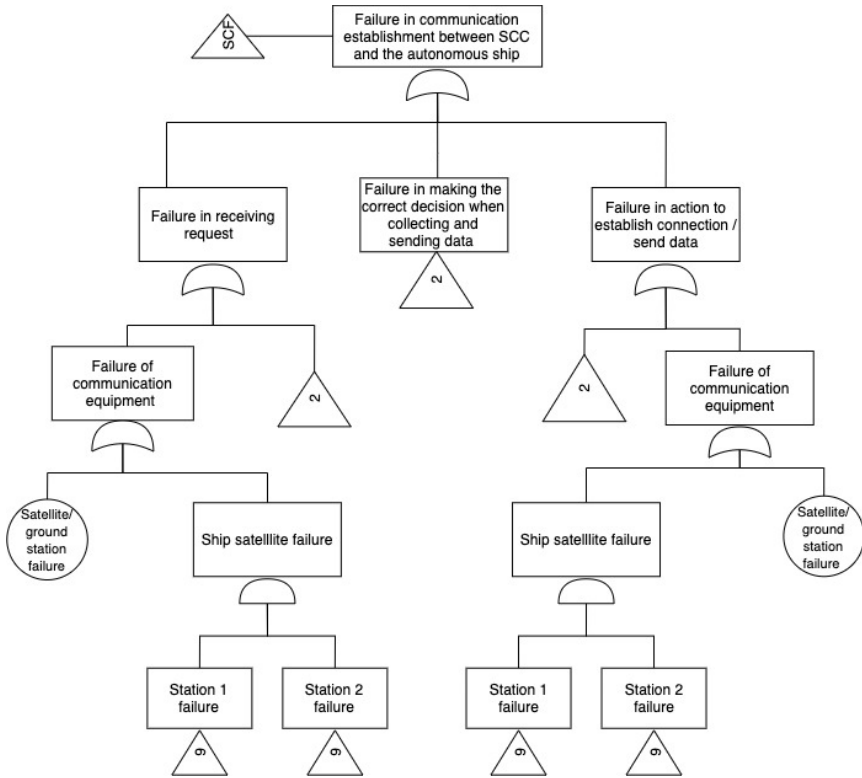 SCF
Failure in communication
establishment between SCC
and the autonomous ship
Failure in receiving
request
Failure in making the
correct decision when
collecting and
sending data
Failure in action to
establish connection /
send data
2
Failure of
communication
equipment
2
2
Failure of
communication
equipment
Satellite/
ground
station
failure
Ship satelllite failure
Ship satelllite failure
Satellite/
ground
station
failure
Station 1
failure
Station 2
failure
Station 1
failure
Station 2
failure
9
9
9
9